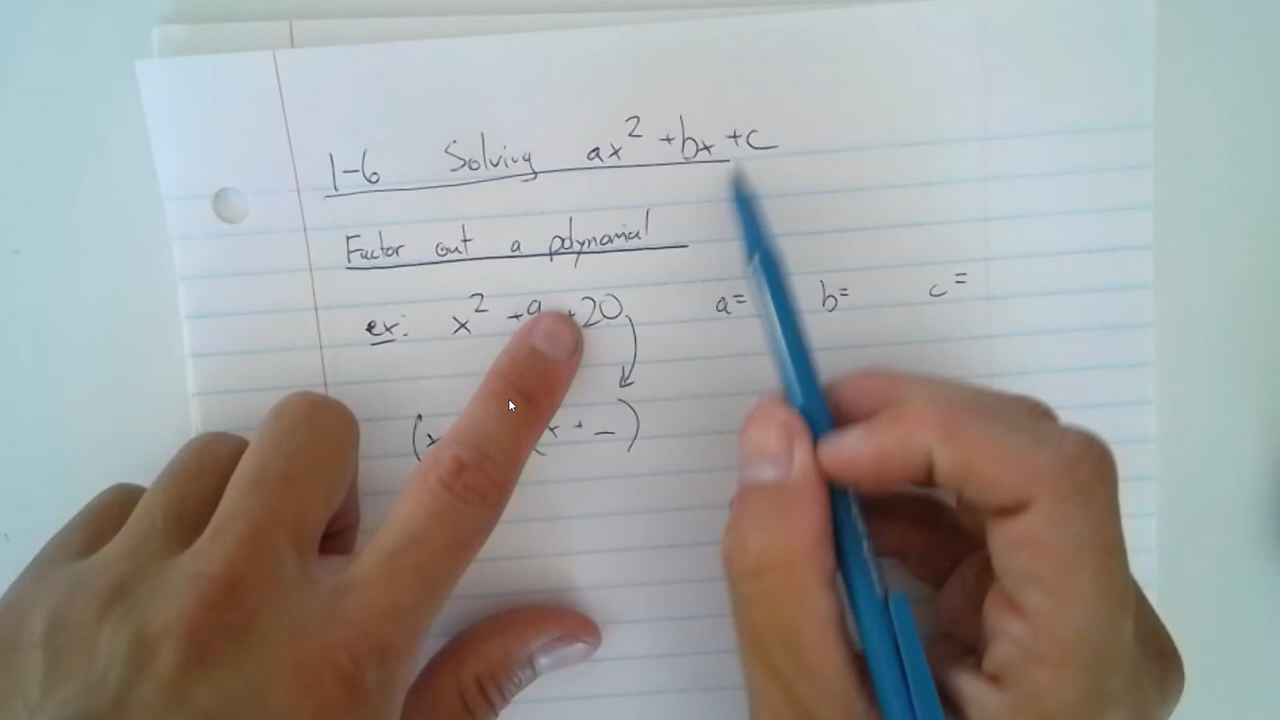 1-6 Solving ax² +bx +c
Factor out a polynomial
ex: x² +9 +20 a= b= c=
(x (x + _)